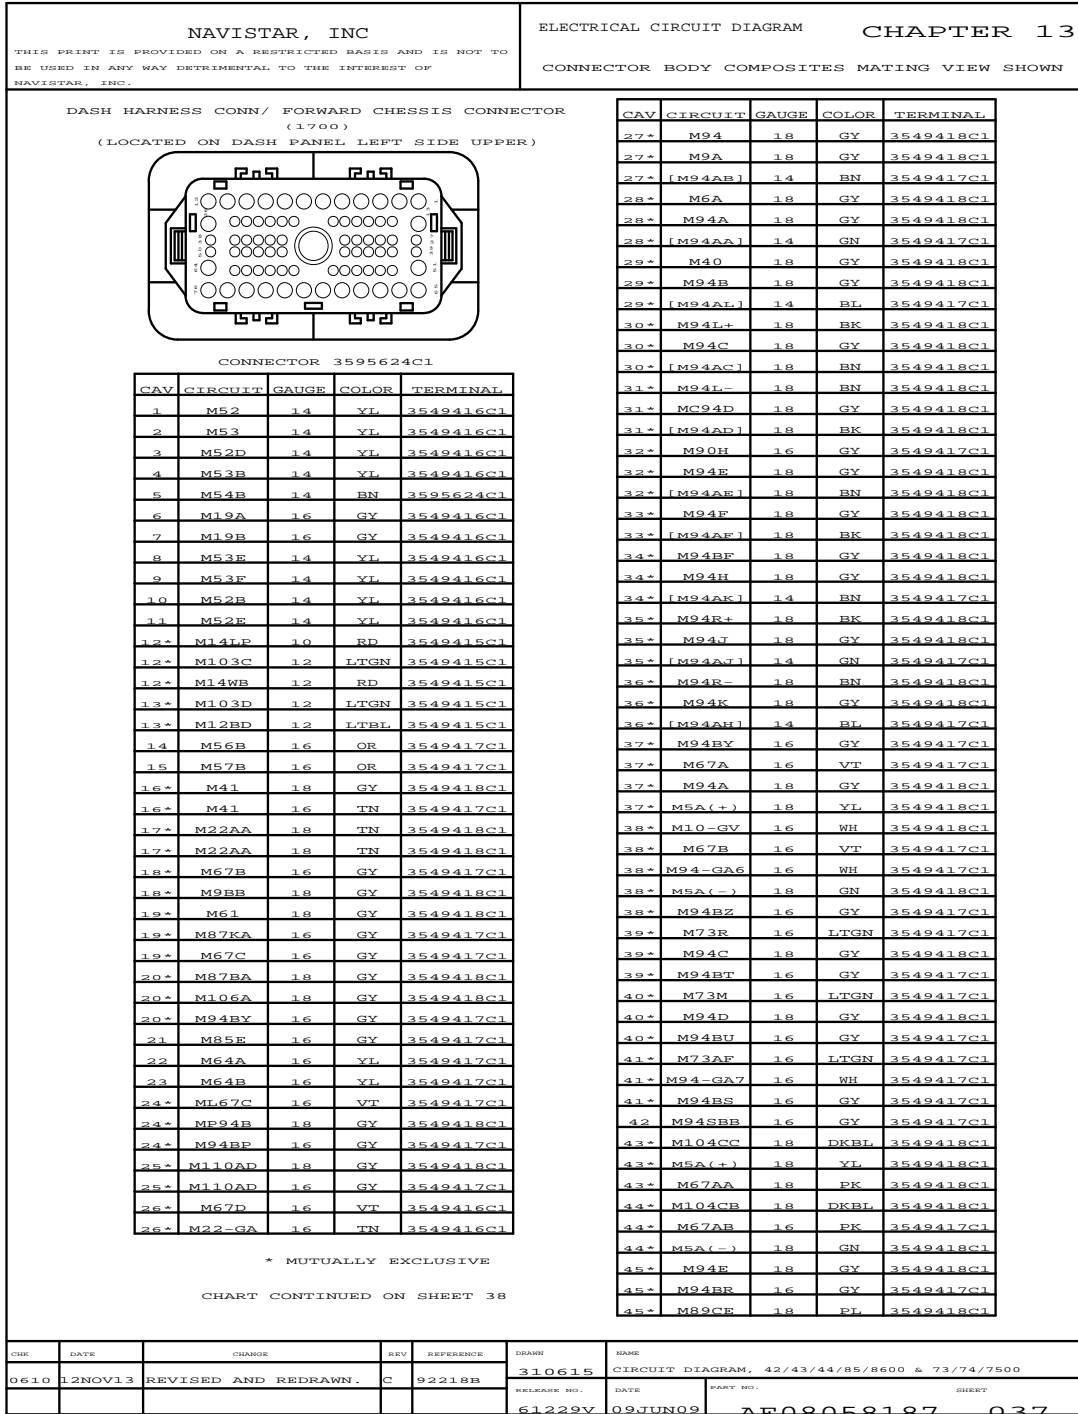 NAVISTAR, INC
THIS PRINT IS PROVIDED ON A RESTRICTED BASIS AND IS NOT TO
BE USED IN ANY WAY DETRIMENTAL TO THE INTEREST OF
NAVISTAR, INC.
ELECTRICAL CIRCUIT DIAGRAM CHAPTER 13
CONNECTOR BODY COMPOSITES MATING VIEW SHOWN
DASH HARNESS CONN/ FORWARD CHESSIS CONNECTOR
(1700)
(LOCATED ON DASH PANEL LEFT SIDE UPPER)
CONNECTOR 3595624C1
CAV CIRCUIT GAUGE COLOR TERMINAL
1 M52 14 YL 3549416C1
2 M53 14 YL 3549416C1
3 M52D 14 YL 3549416C1
4 M53B 14 YL 3549416C1
5 M54B 14 BN 3595624C1
6 M19A 16 GY 3549416C1
7 M19B 16 GY 3549416C1
8 M53E 14 YL 3549416C1
9 M53F 14 YL 3549416C1
10 M52B 14 YL 3549416C1
11 M52E 14 YL 3549416C1
12* M14LP 10 RD 3549415C1
12* M103C 12 LTGN 3549415C1
12* M14WB 12 RD 3549415C1
13* M103D 12 LTGN 3549415C1
13* M12BD 12 LTBL 3549415C1
14 M56B 16 OR 3549417C1
15 M57B 16 OR 3549417C1
16* M41 18 GY 3549418C1
16* M41 16 TN 3549417C1
17* M22AA 18 TN 3549418C1
17* M22AA 18 TN 3549418C1
18* M67B 16 GY 3549417C1
18* M9BB 18 GY 3549418C1
19* M61 18 GY 3549418C1
19* M87KA 16 GY 3549417C1
19* M67C 16 GY 3549417C1
20* M87BA 18 GY 3549418C1
20* M106A 18 GY 3549418C1
20* M94BY 16 GY 3549417C1
21 M85E 16 GY 3549417C1
22 M64A 16 YL 3549417C1
23 M64B 16 YL 3549417C1
24* ML67C 16 VT 3549417C1
24* MP94B 18 GY 3549418C1
24* M94BP 16 GY 3549417C1
25* M110AD 18 GY 3549418C1
25* M110AD 16 GY 3549417C1
26* M67D 16 VT 3549416C1
26* M22-GA 16 TN 3549416C1
* MUTUALLY EXCLUSIVE
CHART CONTINUED ON SHEET 38
CAV CIRCUIT GAUGE COLOR TERMINAL
27* M94 18 GY 3549418C1
27* M9A 18 GY 3549418C1
27* [M94AB] 14 BN 3549417C1
28* M6A 18 GY 3549418C1
28* M94A 18 GY 3549418C1
28* [M94AA] 14 GN 3549417C1
29* M40 18 GY 3549418C1
29* M94B 18 GY 3549418C1
29* [M94AL] 14 BL 3549417C1
30* M94L+ 18 BK 3549418C1
30* M94C 18 GY 3549418C1
30* [M94AC] 18 BN 3549418C1
31* M94L- 18 BN 3549418C1
31* MC94D 18 GY 3549418C1
31* [M94AD] 18 BK 3549418C1
32* M90H 16 GY 3549417C1
32* M94E 18 GY 3549418C1
32* [M94AE] 18 BN 3549418C1
33* M94F 18 GY 3549418C1
33* [M94AF] 18 BK 3549418C1
34* M94BF 18 GY 3549418C1
34* M94H 18 GY 3549418C1
34* [M94AK] 14 BN 3549417C1
35* M94R+ 18 BK 3549418C1
35* M94J 18 GY 3549418C1
35* [M94AJ] 14 GN 3549417C1
36* M94R- 18 BN 3549418C1
36* M94K 18 GY 3549418C1
36* [M94AH] 14 BL 3549417C1
37* M94BY 16 GY 3549417C1
37* M67A 16 VT 3549417C1
37* M94A 18 GY 3549418C1
37* M5A(+) 18 YL 3549418C1
38* M10-GV 16 WH 3549418C1
38* M67B 16 VT 3549417C1
38* M94-GA6 16 WH 3549417C1
38* M5A(-) 18 GN 3549418C1
38* M94BZ 16 GY 3549417C1
39* M73R 16 LTGN 3549417C1
39* M94C 18 GY 3549418C1
39* M94BT 16 GY 3549417C1
40* M73M 16 LTGN 3549417C1
40* M94D 18 GY 3549418C1
40* M94BU 16 GY 3549417C1
41* M73AF 16 LTGN 3549417C1
41* M94-GA7 16 WH 3549417C1
41* M94BS 16 GY 3549417C1
42 M94SBB 16 GY 3549417C1
43* M104CC 18 DKBL 3549418C1
43* M5A(+) 18 YL 3549418C1
43* M67AA 18 PK 3549418C1
44* M104CB 18 DKBL 3549418C1
44* M67AB 16 PK 3549417C1
44* M5A(-) 18 GN 3549418C1
45* M94E 18 GY 3549418C1
45* M94BR 16 GY 3549417C1
45* M89CE 18 PL 3549418C1
CHK DATE CHANGE REV REFERENCE
0610 12NOV13 REVISED AND REDRAWN. C 92218B
DRAWN 310615
NAME
CIRCUIT DIAGRAM, 42/43/44/85/8600 & 73/74/7500
RELEASE NO. 61229V
DATE 09JUN09
PART NO. SHEET
AE08058187 037